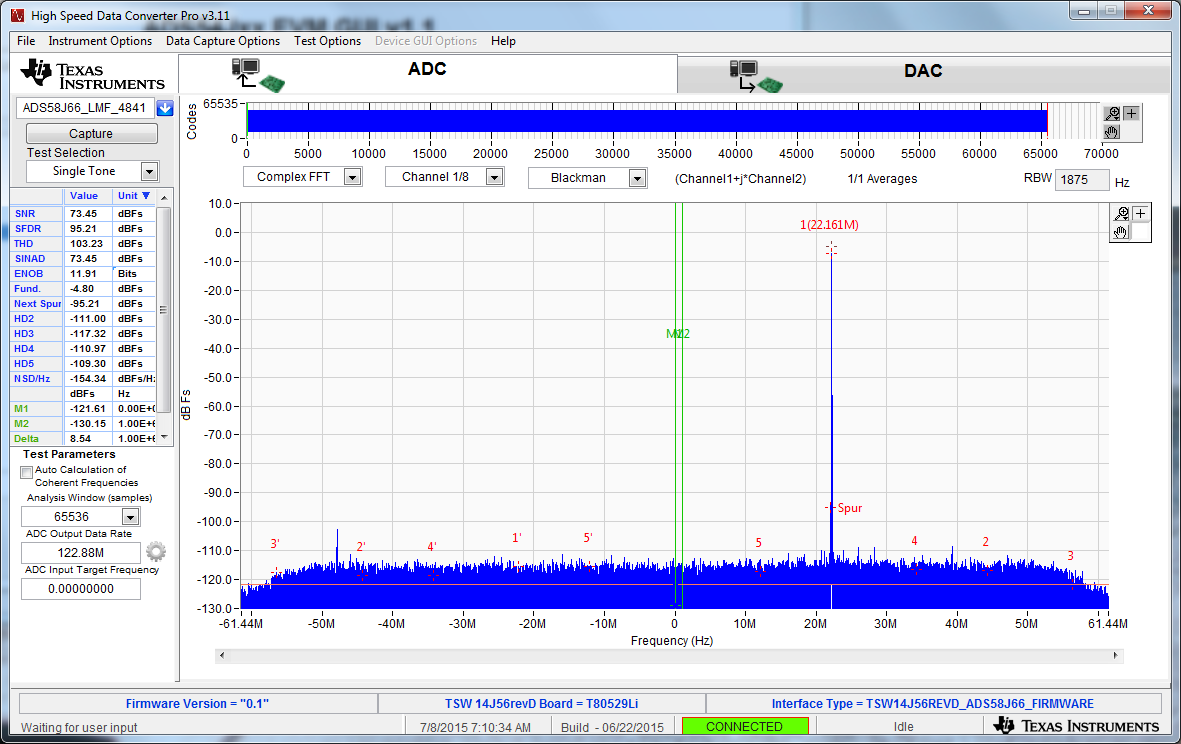 High Speed Data Converter Pro v3.11
File Instrument Options Data Capture Options Test Options Device GUI Options Help
TEXAS INSTRUMENTS
ADC
DAC
ADS58J66_LMF_4841
Capture
Test Selection
Single Tone
Codes
65535
0
0 5000 10000 15000 20000 25000 30000 35000 40000 45000 50000 55000 60000 65000 70000
Complex FFT
Channel 1/8
Blackman
(Channel1+j*Channel2)
1/1 Averages
RBW 1875 Hz
Value Unit
SNR 73.45 dBFs
SFDR 95.21 dBFs
THD 103.23 dBFs
SINAD 73.45 dBFs
ENOB 11.91 Bits
Fund. -4.80 dBFs
Next Spur -95.21 dBFs
HD2 -111.00 dBFs
HD3 -117.32 dBFs
HD4 -110.97 dBFs
HD5 -109.30 dBFs
NSD/Hz -154.34 dBFs/Hz
dBFs Hz
M1 -121.61 0.00E+0
M2 -130.15 1.00E+6
Delta 8.54 1.00E+6
Test Parameters
Auto Calculation of
Coherent Frequencies
Analysis Window (samples)
65536
ADC Output Data Rate
122.88M
ADC Input Target Frequency
0.00000000
dB Fs
10.0
0.0
-10.0
-20.0
-30.0
-40.0
-50.0
-60.0
-70.0
-80.0
-90.0
-100.0
-110.0
-120.0
-130.0
1(22.161M)
M2
Spur
3' 2' 4' 1' 5' 5 4 2 3
-61.44M -50M -40M -30M -20M -10M 0 10M 20M 30M 40M 50M 61.44M
Frequency (Hz)
Firmware Version = "0.1"
TSW 14J56revD Board = T80529Li
Interface Type = TSW14J56REVD_ADS58J66_FIRMWARE
Waiting for user input
7/8/2015 7:10:34 AM
Build - 06/22/2015
CONNECTED
Idle
TEXAS INSTRUMENTS